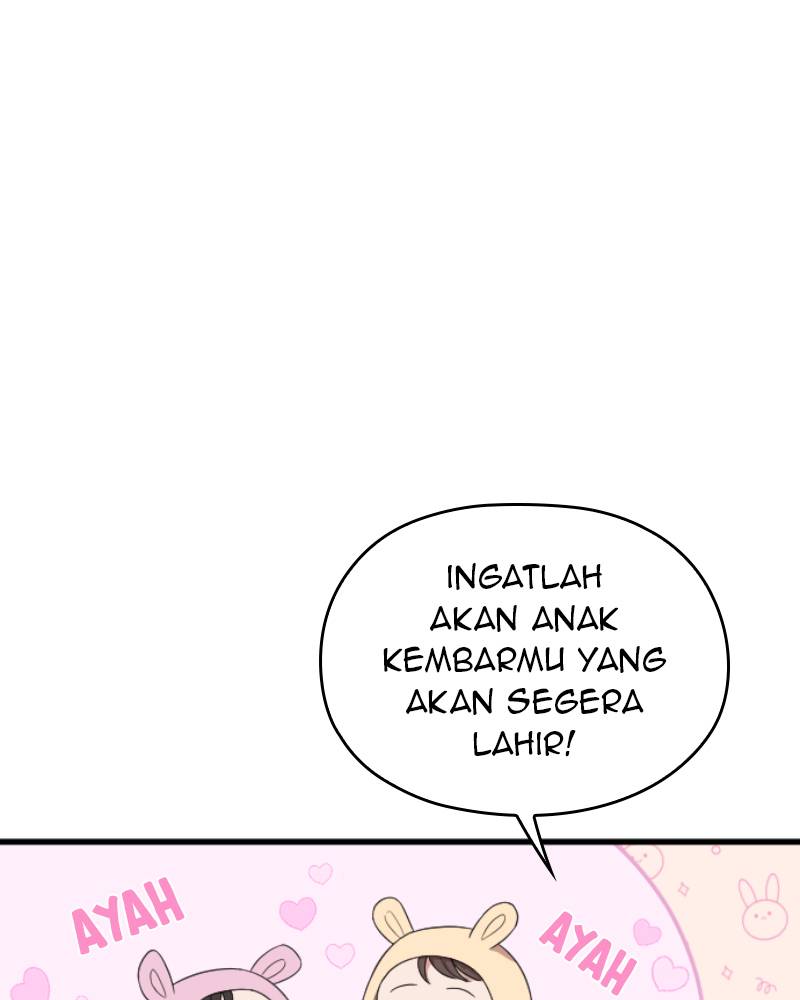 INGATLAH
AKAN ANAK
KEMBARMU YANG
AKAN SEGERA
LAHIR!
AYAH
AYAH